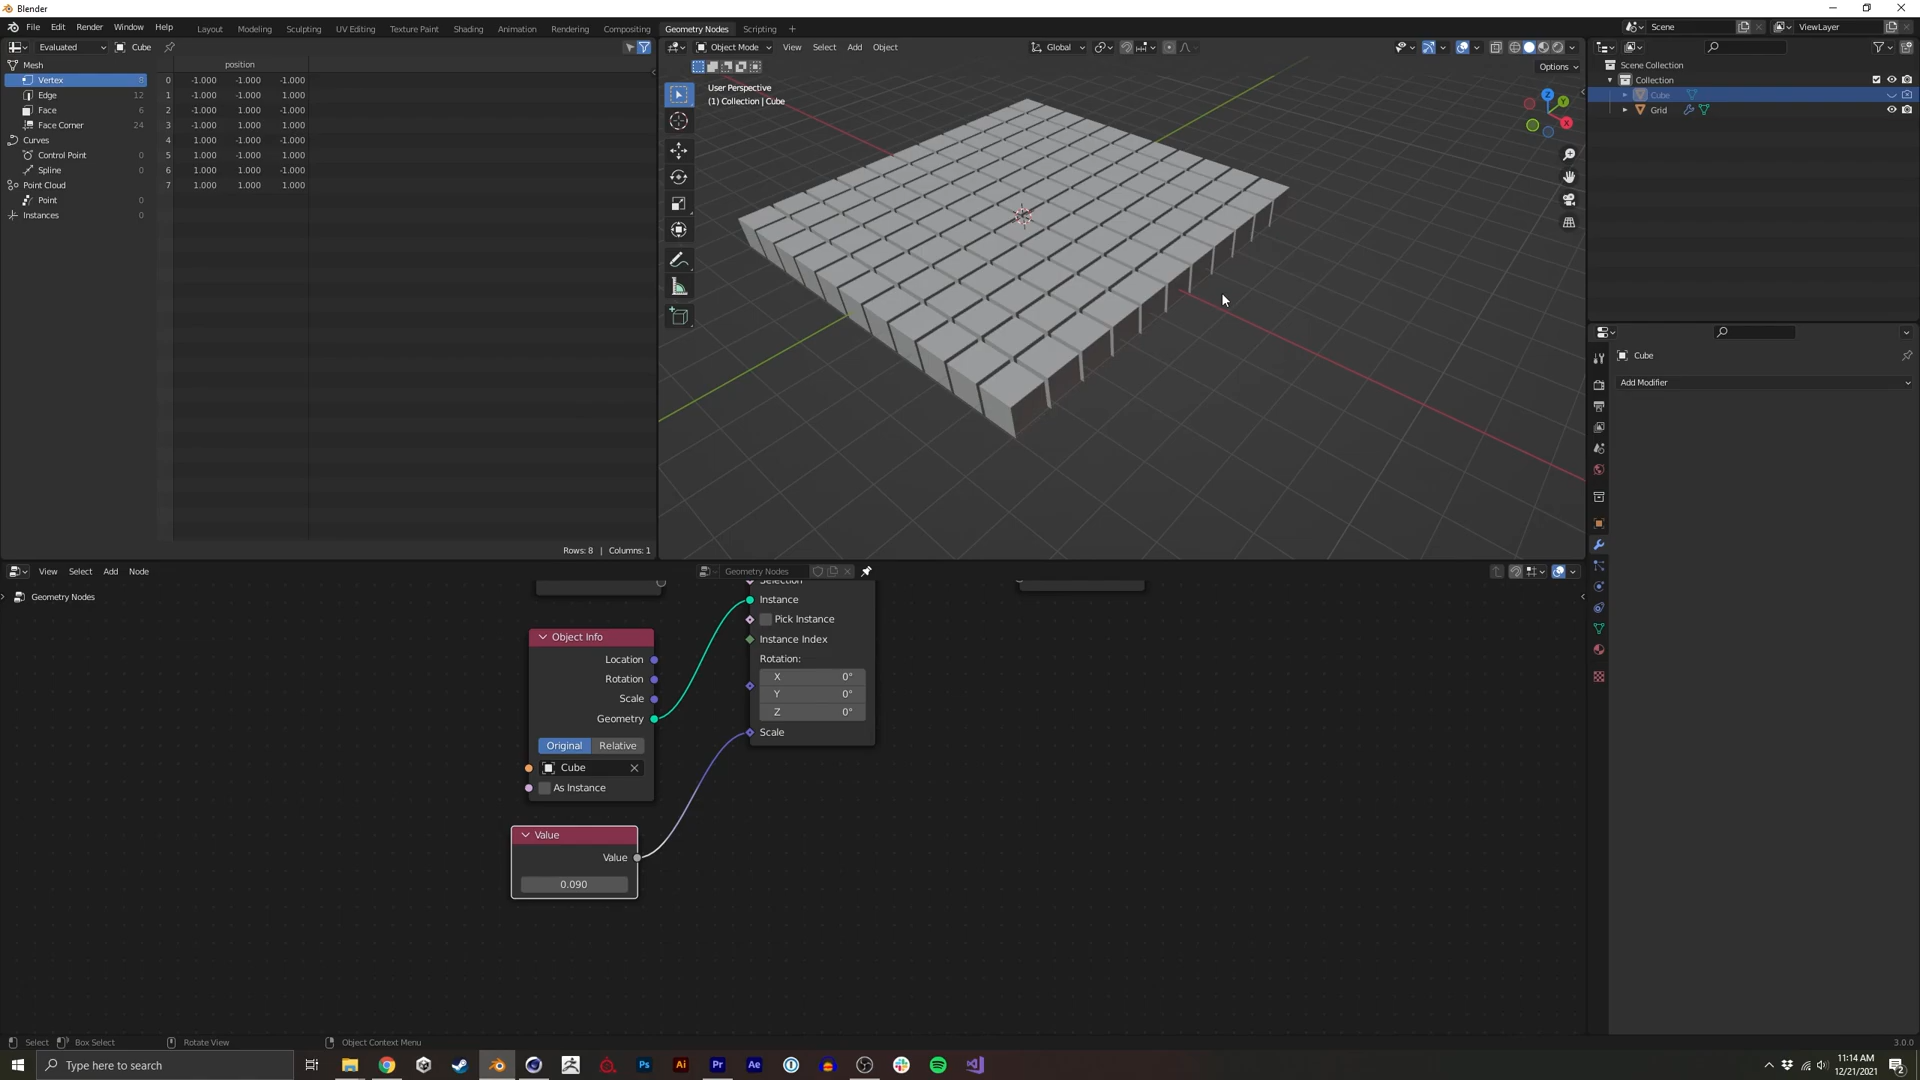 Blender
File Edit Render Window Help
Layout Modeling Sculpting UV Editing Texture Paint Shading Animation Rendering Compositing Geometry Nodes Scripting +
Scene
ViewLayer
Evaluated
Cube
Object Mode View Select Add Object
Global
Options
position
Mesh
Vertex 8
Edge 12
Face 6
Face Corner 24
Curves
Control Point 0
Spline 0
Point Cloud
Point 0
Instances 0
0 -1.000 -1.000 -1.000
1 -1.000 -1.000 1.000
2 -1.000 1.000 -1.000
3 -1.000 1.000 1.000
4 1.000 -1.000 -1.000
5 1.000 -1.000 1.000
6 1.000 1.000 -1.000
7 1.000 1.000 1.000
Rows: 8 | Columns: 1
User Perspective
(1) Collection | Cube
Z
Y
X
Scene Collection
Collection
Cube
Grid
Cube
Add Modifier
View Select Add Node
Geometry Nodes
Geometry Nodes
Selection
Instance
Pick Instance
Instance Index
Rotation:
X 0°
Y 0°
Z 0°
Scale
Object Info
Location
Rotation
Scale
Geometry
Original Relative
Cube
As Instance
Value
Value
0.090
Select Box Select Rotate View Object Context Menu
3.0.0
Type here to search
Ps
Ai
Pr
Ae
11:14 AM
12/21/2021
2